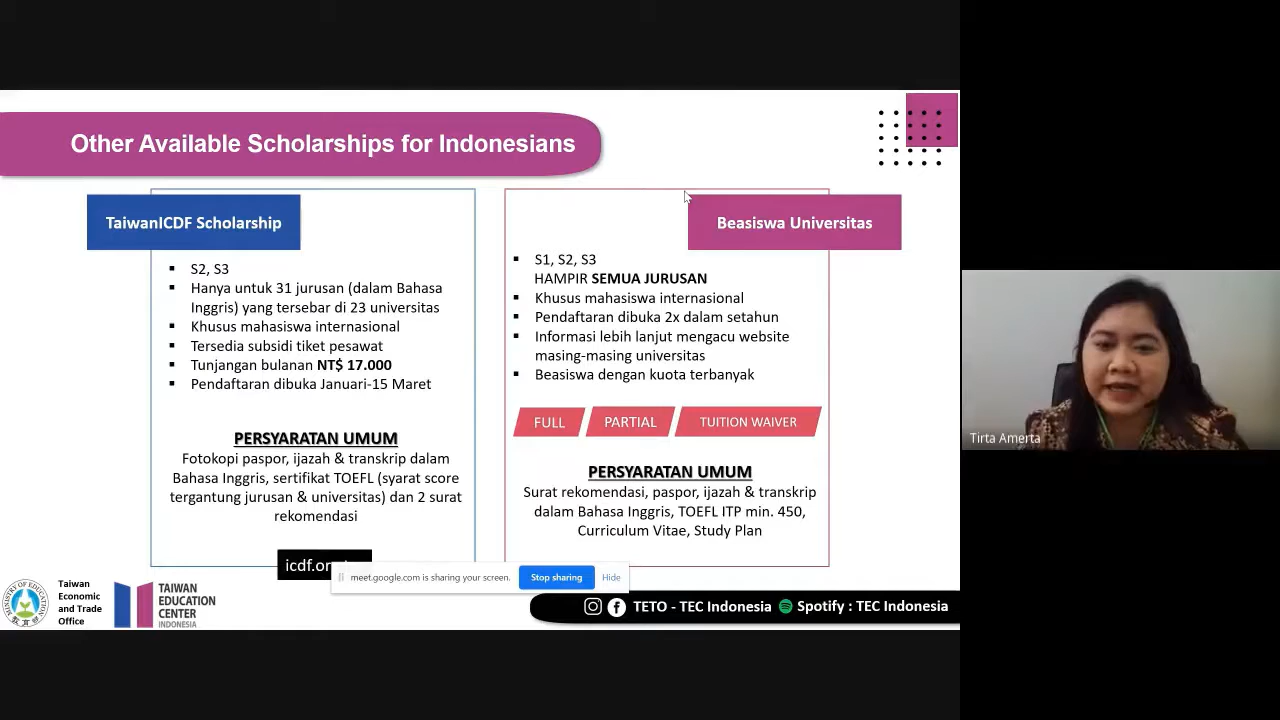 Other Available Scholarships for Indonesians
TaiwanICDF Scholarship
S2, S3
Hanya untuk 31 jurusan (dalam Bahasa
Inggris) yang tersebar di 23 universitas
Khusus mahasiswa internasional
Tersedia subsidi tiket pesawat
Tunjangan bulanan NT$ 17.000
Pendaftaran dibuka Januari-15 Maret
PERSYARATAN UMUM
Fotokopi paspor, ijazah & transkrip dalam
Bahasa Inggris, sertifikat TOEFL (syarat score
tergantung jurusan & universitas) dan 2 surat
rekomendasi
Beasiswa Universitas
S1, S2, S3
HAMPIR SEMUA JURUSAN
Khusus mahasiswa internasional
Pendaftaran dibuka 2x dalam setahun
Informasi lebih lanjut mengacu website
masing-masing universitas
Beasiswa dengan kuota terbanyak
FULL
PARTIAL
TUITION WAIVER
PERSYARATAN UMUM
Surat rekomendasi, paspor, ijazah & transkrip
dalam Bahasa Inggris, TOEFL ITP min. 450,
Curriculum Vitae, Study Plan
meet.google.com is sharing your screen.
Stop sharing
Hide
Taiwan
Economic
and Trade
Office
TAIWAN
EDUCATION
CENTER
INDONESIA
TETO - TEC Indonesia
Spotify : TEC Indonesia
Tirta Amerta